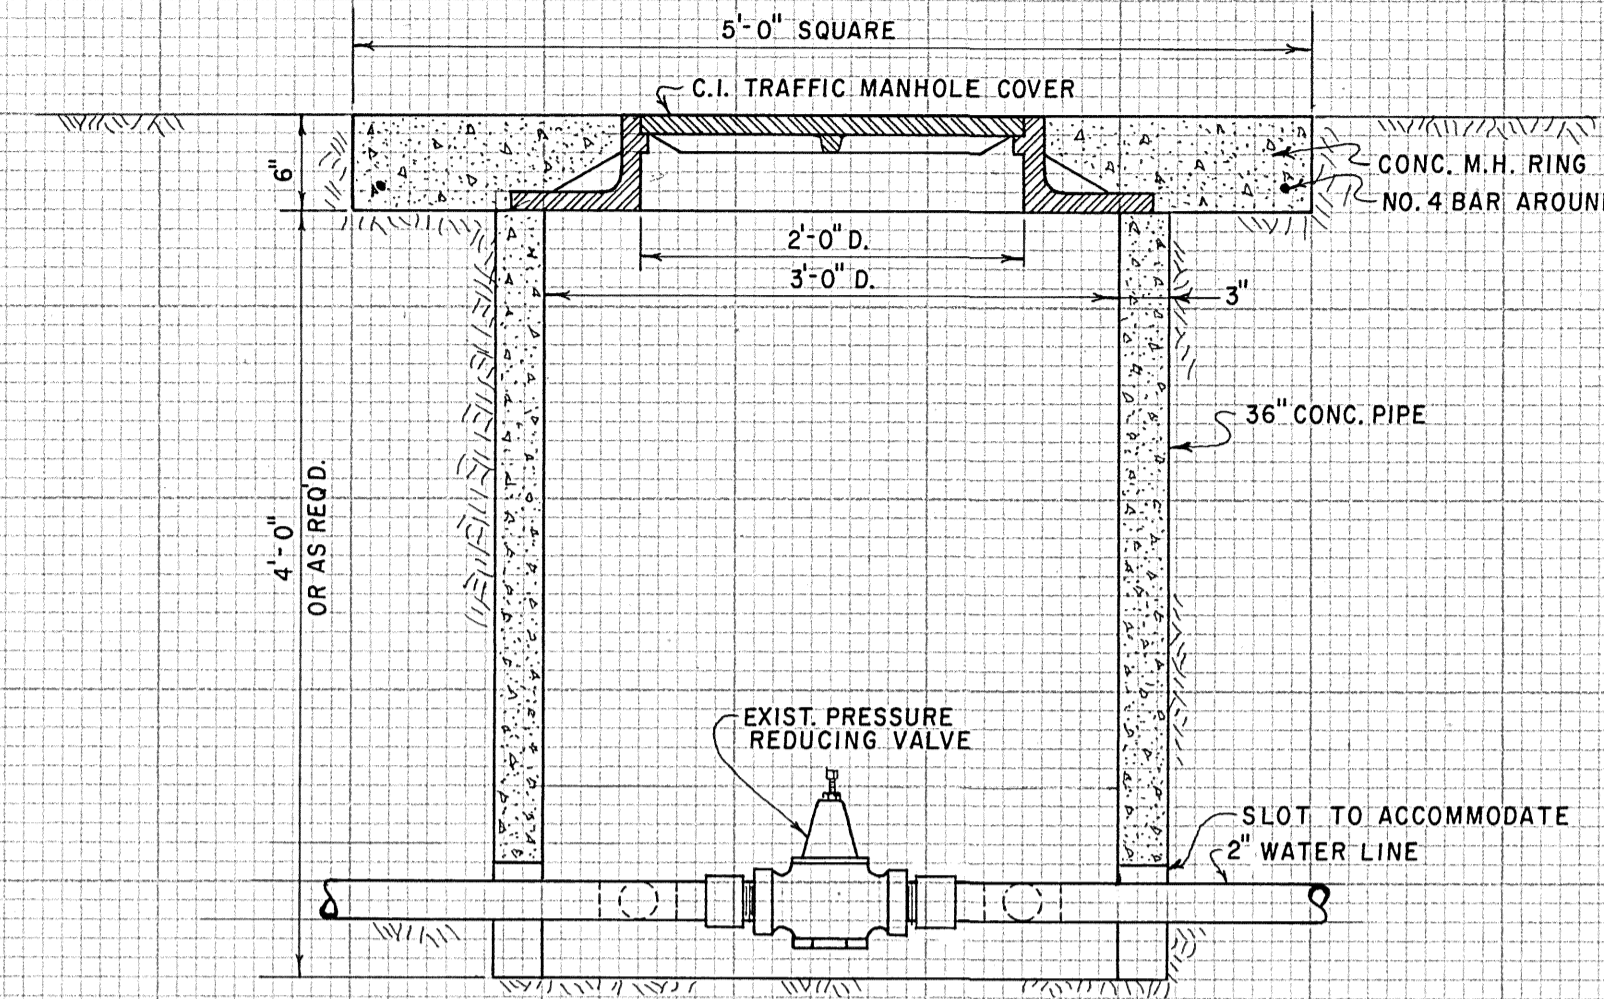 5'-0" SQUARE
C.I. TRAFFIC MANHOLE COVER
6"
CONC. M.H. RING
NO. 4 BAR AROUN
2'-0" D.
3'-0" D.
3"
36" CONC. PIPE
4'-0"
OR AS REQ'D.
EXIST. PRESSURE
REDUCING VALVE
SLOT TO ACCOMMODATE
2" WATER LINE